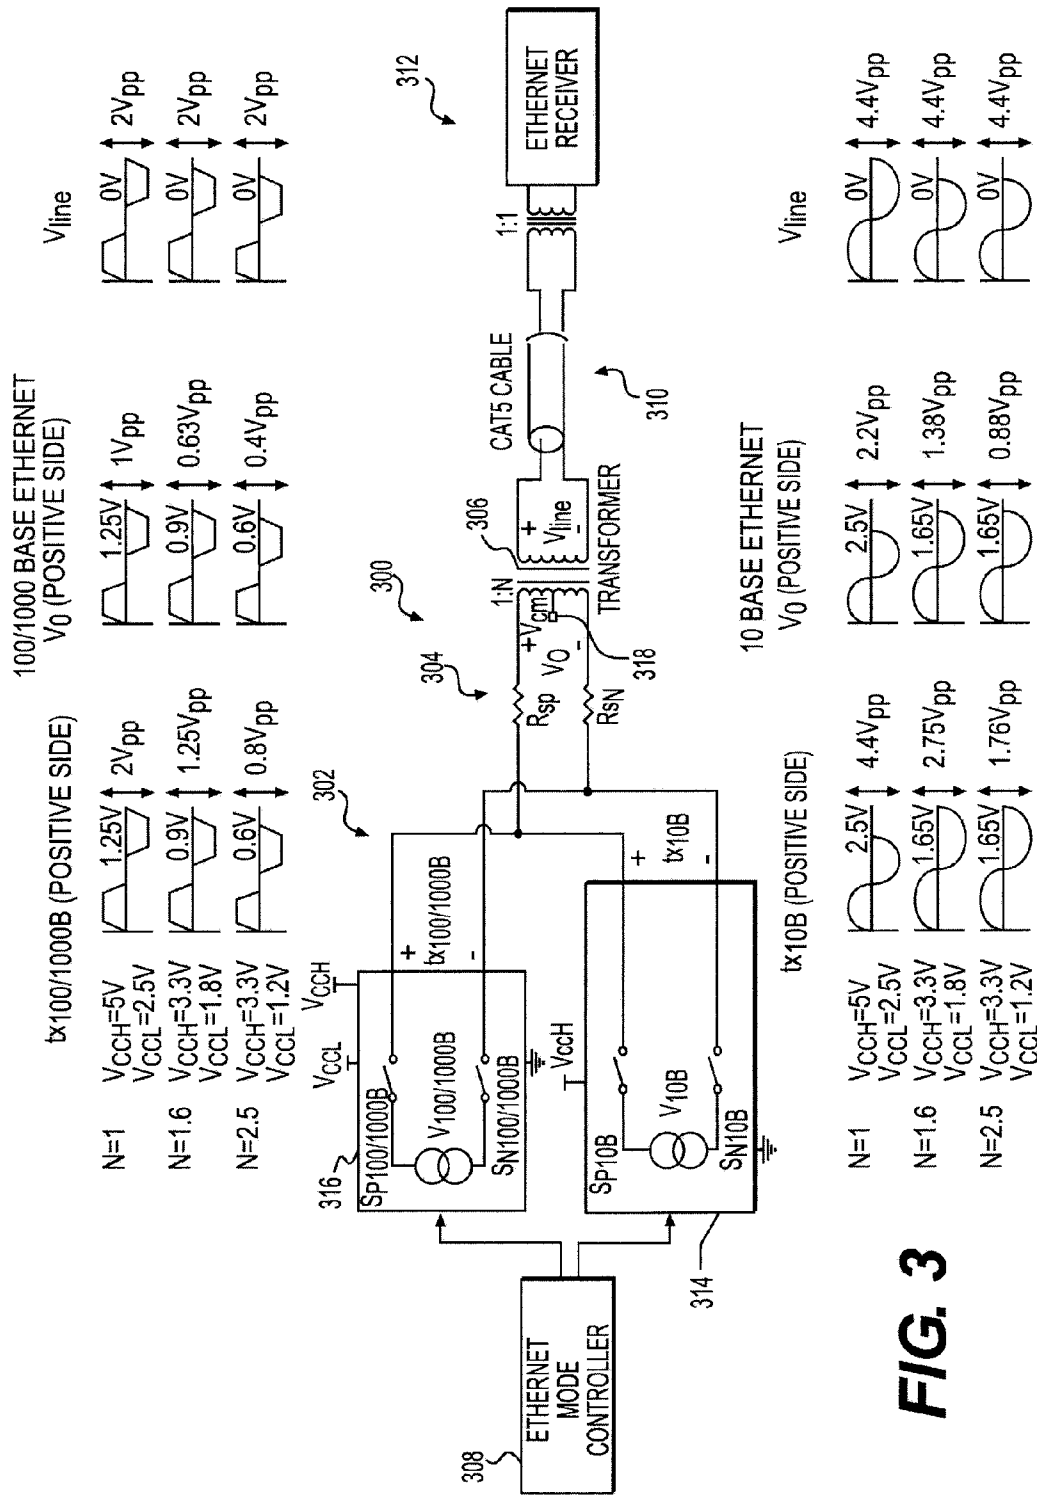 100/1000 BASE ETHERNET
tx100/1000B (POSITIVE SIDE)
VO (POSITIVE SIDE)
Vline
N=1
VCCH=5V
VCCL=2.5V
1.25V
2Vpp
1.25V
1Vpp
0V
2Vpp
N=1.6
VCCH=3.3V
VCCL=1.8V
0.9V
1.25Vpp
0.9V
0.63Vpp
0V
2Vpp
N=2.5
VCCH=3.3V
VCCL=1.2V
0.6V
0.8Vpp
0.6V
0.4Vpp
0V
2Vpp
308
ETHERNET
MODE
CONTROLLER
316
VCCL
VCCH
SP100/1000B
V100/1000B
SN100/1000B
+
tx100/1000B
-
302
314
VccH
SP10B
V10B
SN10B
+
tx10B
-
304
Rsp
RsN
300
+
Vcm
VO
-
318
306
1:N
TRANSFORMER
+
Vline
-
CAT5 CABLE
310
1:1
312
ETHERNET
RECEIVER
10 BASE ETHERNET
tx10B (POSITIVE SIDE)
VO (POSITIVE SIDE)
Vline
N=1
VCCH=5V
VCCL=2.5V
2.5V
4.4Vpp
2.5V
2.2Vpp
0V
4.4Vpp
N=1.6
VCCH=3.3V
VCCL=1.8V
1.65V
2.75Vpp
1.65V
1.38Vpp
0V
4.4Vpp
N=2.5
VCCH=3.3V
VCCL=1.2V
1.65V
1.76Vpp
1.65V
0.88Vpp
0V
4.4Vpp
FIG. 3